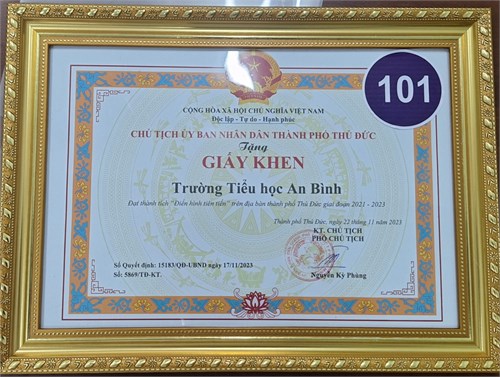 101
CỘNG HÒA XÃ HỘI CHỦ NGHĨA VIỆT NAM
Độc lập - Tự do - Hạnh phúc
CHỦ TỊCH ỦY BAN NHÂN DÂN THÀNH PHỐ THỦ ĐỨC
Tặng
GIẤY KHEN
Trường Tiểu học An Bình
Đạt thành tích "Điển hình tiên tiến" trên địa bàn thành phố Thủ Đức giai đoạn 2021 - 2023
Thành phố Thủ Đức, ngày 22 tháng 11 năm 2023
KT. CHỦ TỊCH
PHÓ CHỦ TỊCH
Số Quyết định: 15183/QĐ-UBND ngày 17/11/2023
Số: 5869/TĐ-KT.
Nguyễn Kỳ Phùng